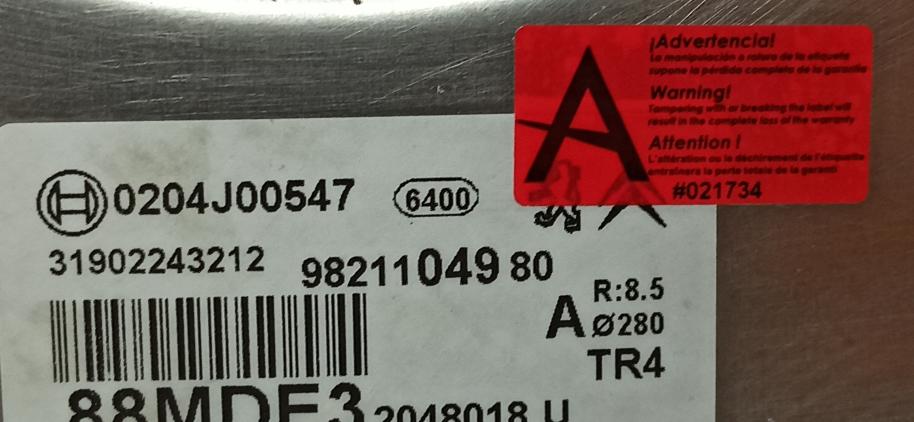 ¡Advertencia!
La manipulación o rotura de la etiqueta
supone la pérdida completa de la garantía
Warning!
Tampering with or breaking the label will
result in the complete loss of the warranty
Attention !
L'altération ou le déchirement de l'étiquette
entraînera la perte totale de la garanti
#021734
A
0204J00547 6400
31902243212 9821104980
A R:8.5
Ø280
TR4
88MDE3 2048018 U